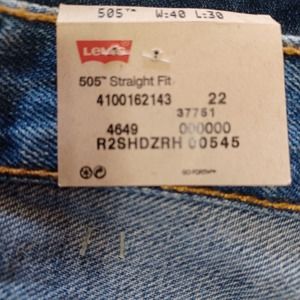 505™ W:40 L:30
Levi's
505™ Straight Fit
4100162143 22
37751
4649 000000
R2SHDZRH 00545